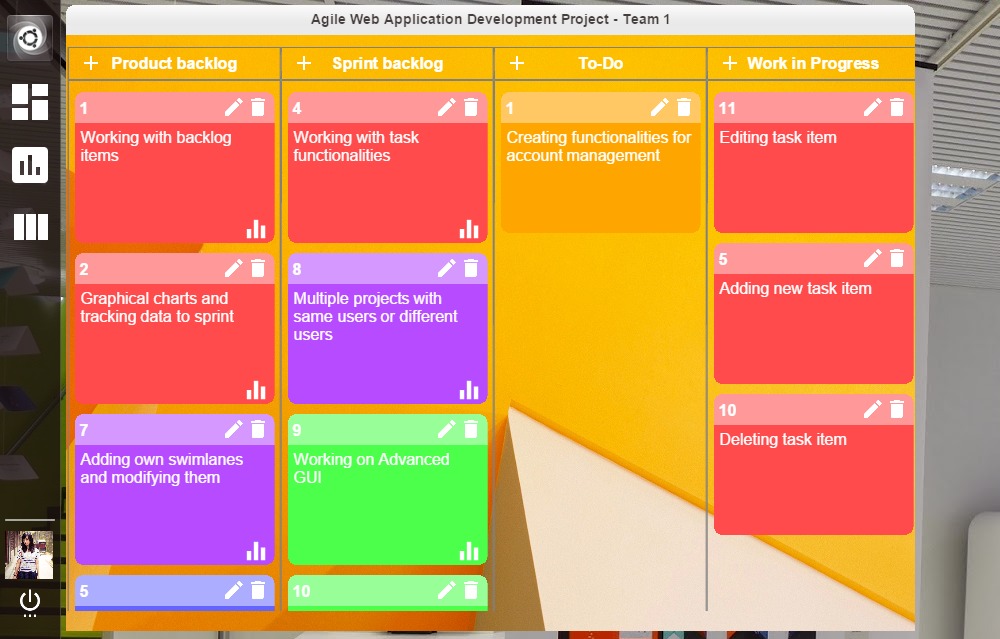 Agile Web Application Development Project - Team 1
+ Product backlog
1
Working with backlog
items
2
Graphical charts and
tracking data to sprint
7
Adding own swimlanes
and modifying them
5
+ Sprint backlog
4
Working with task
functionalities
8
Multiple projects with
same users or different
users
9
Working on Advanced
GUI
10
+ To-Do
1
Creating functionalities for
account management
+ Work in Progress
11
Editing task item
5
Adding new task item
10
Deleting task item